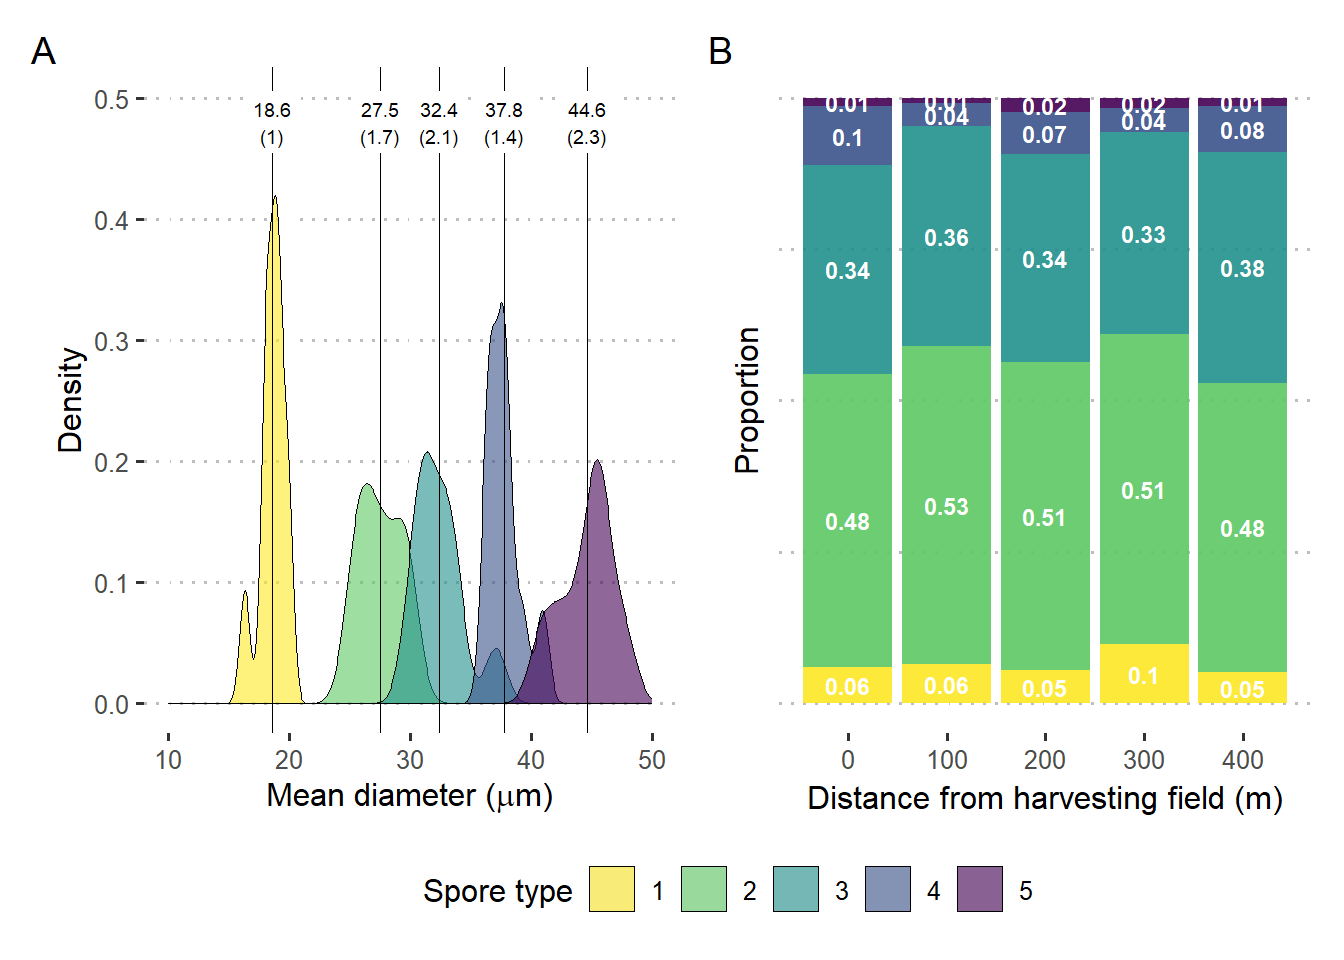 A
0.5
0.4
0.3
0.2
0.1
0.0
Density
18.6 27.5 32.4 37.8 44.6
(1) (1.7) (2.1) (1.4) (2.3)
10 20 30 40 50
Mean diameter (μm)
B
Proportion
0.01 0.01 0.02 0.02 0.01
0.1 0.04 0.07 0.04 0.08
0.34 0.36 0.34 0.33 0.38
0.48 0.53 0.51 0.51 0.48
0.06 0.06 0.05 0.1 0.05
0 100 200 300 400
Distance from harvesting field (m)
Spore type 1 2 3 4 5